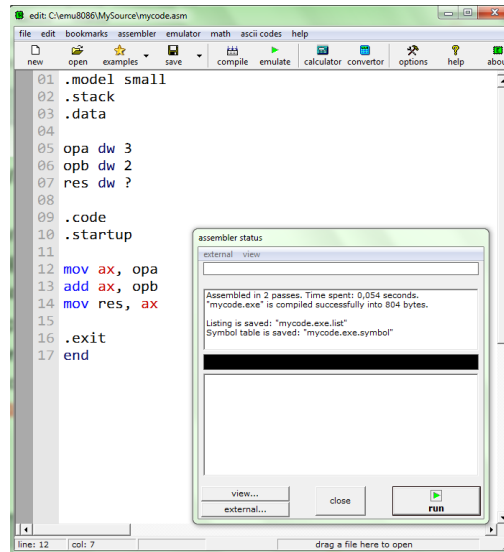 edit: C:\emu8086\MySource\mycode.asm
file edit bookmarks assembler emulator math ascii codes help
new open examples save compile emulate calculator convertor options help abou
01 .model small
02 .stack
03 .data
04
05 opa dw 3
06 opb dw 2
07 res dw ?
08
09 .code
10 .startup
11
12 mov ax, opa
13 add ax, opb
14 mov res, ax
15
16 .exit
17 end
assembler status
external view
Assembled in 2 passes. Time spent: 0,054 seconds.
"mycode.exe" is compiled successfully into 804 bytes.
Listing is saved: "mycode.exe.list"
Symbol table is saved: "mycode.exe.symbol"
view...
external...
close
run
line: 12 col: 7 drag a file here to open